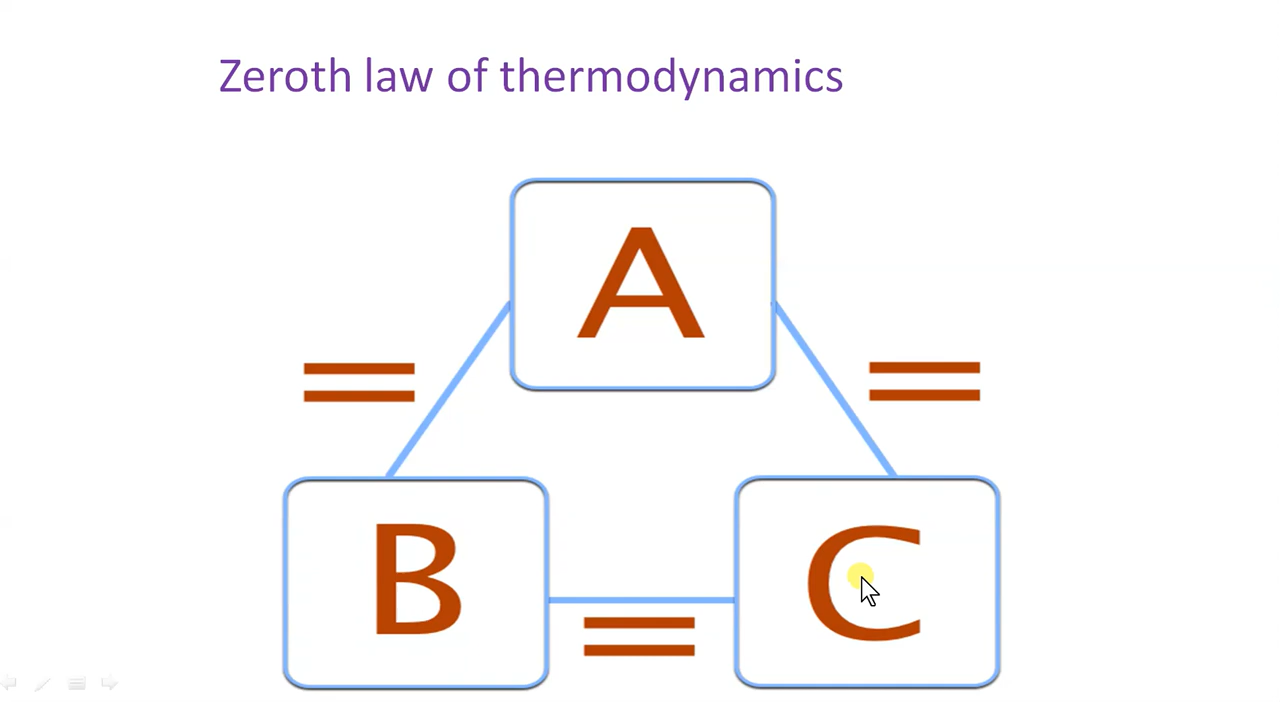 Zeroth law of thermodynamics
A
=
=
B
=
C